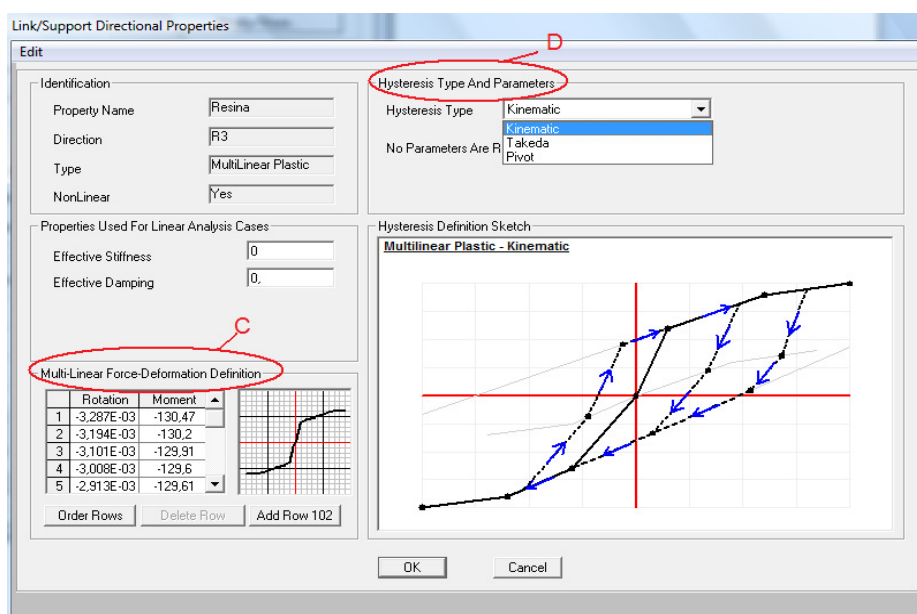 Link/Support Directional Properties
Edit
D
Identification
Property Name Resina
Direction R3
Type MultiLinear Plastic
NonLinear Yes
Hysteresis Type And Parameters
Hysteresis Type Kinematic
Kinematic
Takeda
Pivot
No Parameters Are R
Properties Used For Linear Analysis Cases
Effective Stiffness 0
Effective Damping 0,
C
Multi-Linear Force-Deformation Definition
Rotation Moment
1 -3,287E-03 -130,47
2 -3,194E-03 -130,2
3 -3,101E-03 -129,91
4 -3,008E-03 -129,6
5 -2,913E-03 -129,61
Order Rows Delete Row Add Row 102
Hysteresis Definition Sketch
Multilinear Plastic - Kinematic
OK Cancel